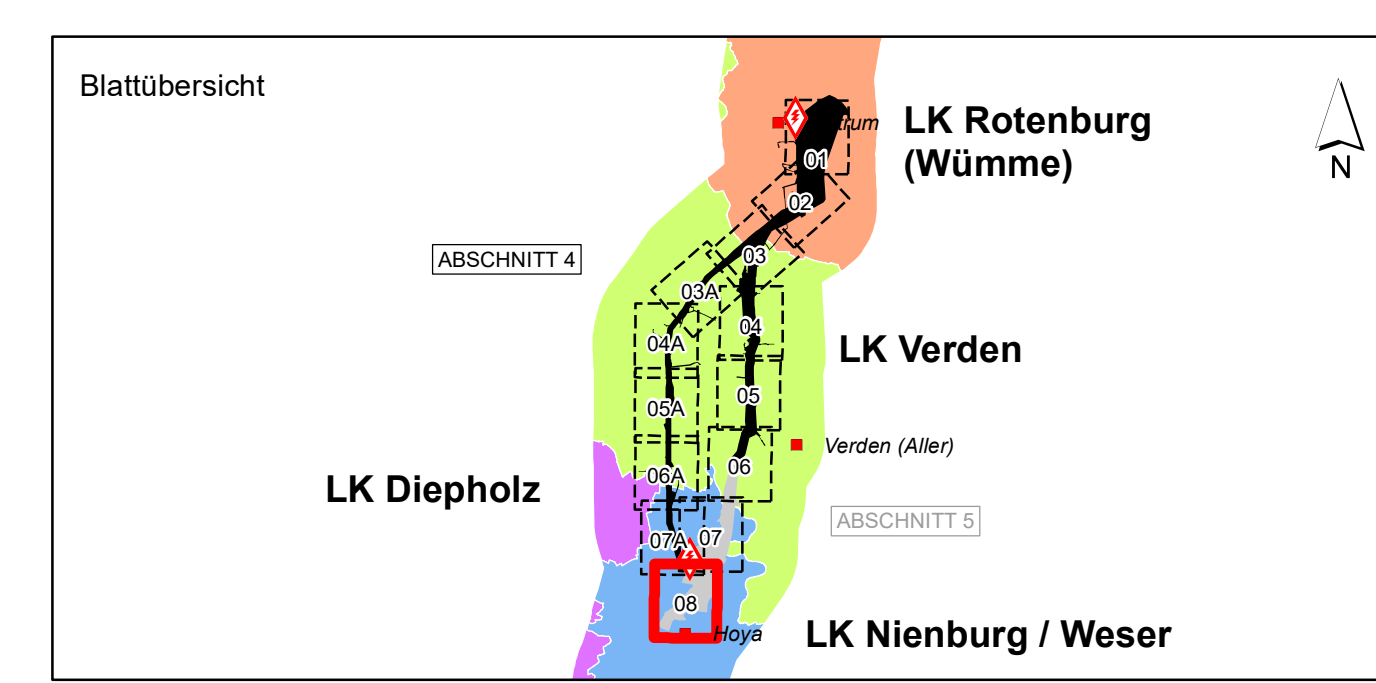 Blattübersicht
LK Rotenburg
(Wümme)
N
01
02
ABSCHNITT 4
03
03A
04
04A
LK Verden
05
05A
Verden (Aller)
06
06A
LK Diepholz
ABSCHNITT 5
07A
07
08
Hoya
LK Nienburg / Weser